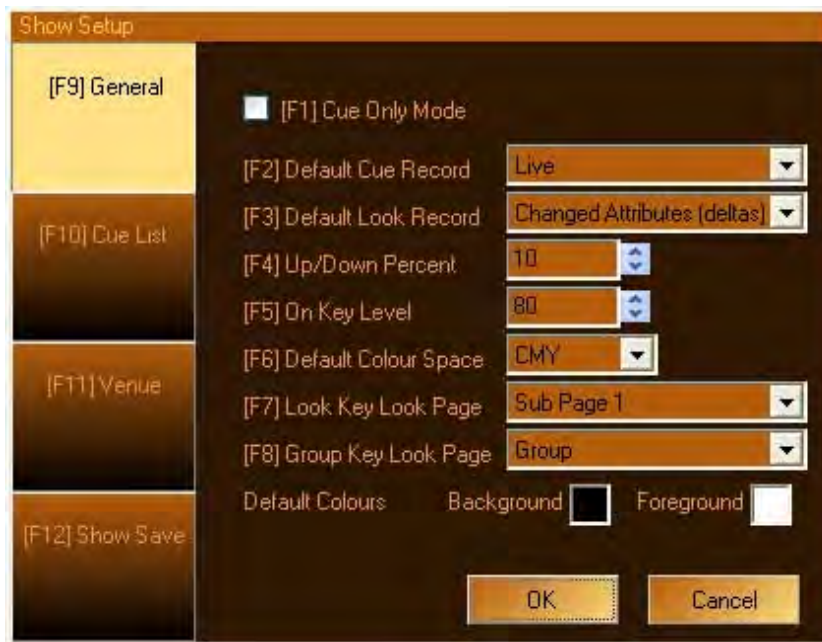 Show Setup
[F9] General
[F10] Cue List
[F11] Venue
[F12] Show Save
[F1] Cue Only Mode
[F2] Default Cue Record Live
[F3] Default Look Record Changed Attributes (deltas)
[F4] Up/Down Percent 10
[F5] On Key Level 80
[F6] Default Colour Space CMY
[F7] Look Key Look Page Sub Page 1
[F8] Group Key Look Page Group
Default Colours Background Foreground
OK Cancel